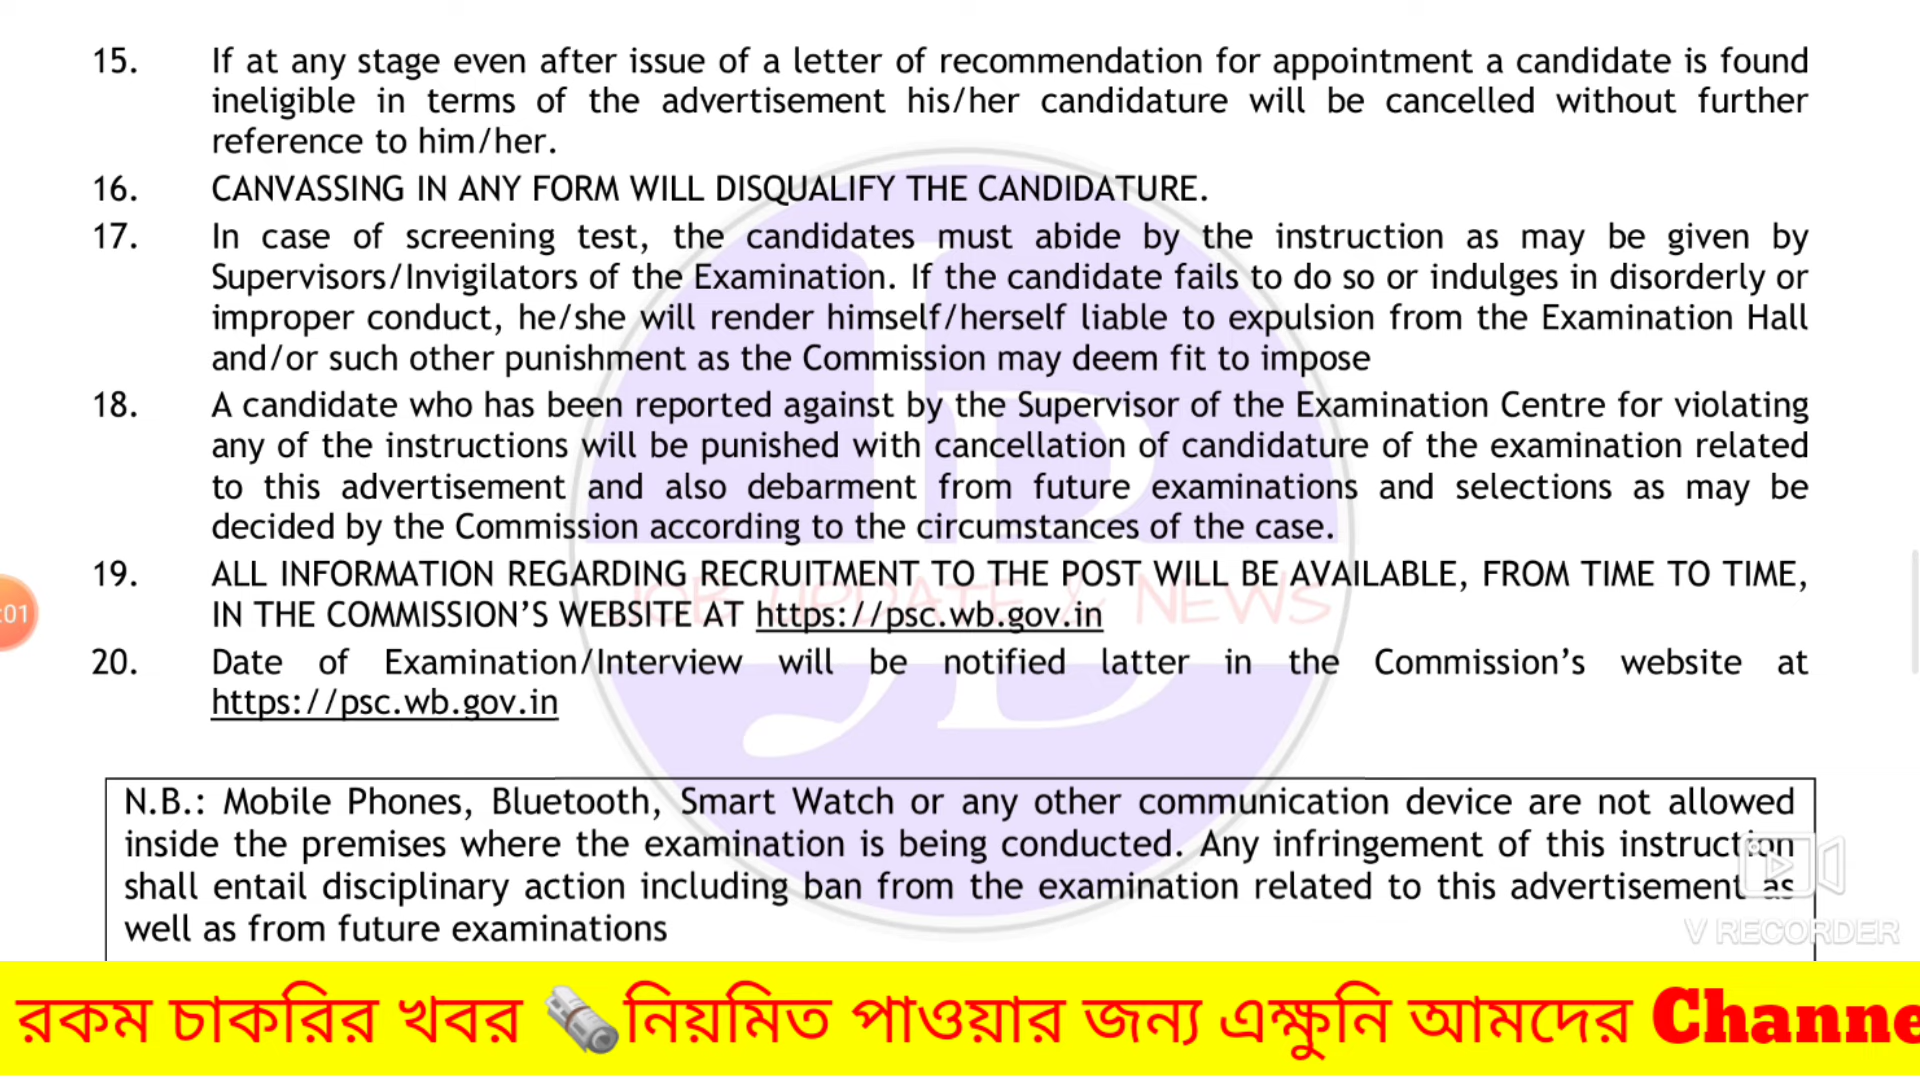 15. If at any stage even after issue of a letter of recommendation for appointment a candidate is found
ineligible in terms of the advertisement his/her candidature will be cancelled without further
reference to him/her.
16. CANVASSING IN ANY FORM WILL DISQUALIFY THE CANDIDATURE.
17. In case of screening test, the candidates must abide by the instruction as may be given by
Supervisors/Invigilators of the Examination. If the candidate fails to do so or indulges in disorderly or
improper conduct, he/she will render himself/herself liable to expulsion from the Examination Hall
and/or such other punishment as the Commission may deem fit to impose
18. A candidate who has been reported against by the Supervisor of the Examination Centre for violating
any of the instructions will be punished with cancellation of candidature of the examination related
to this advertisement and also debarment from future examinations and selections as may be
decided by the Commission according to the circumstances of the case.
19. ALL INFORMATION REGARDING RECRUITMENT TO THE POST WILL BE AVAILABLE, FROM TIME TO TIME,
:01
IN THE COMMISSION’S WEBSITE AT https://psc.wb.gov.in
JOB UPDATE & NEWS
20. Date of Examination/Interview will be notified latter in the Commission’s website at
https://psc.wb.gov.in
N.B.: Mobile Phones, Bluetooth, Smart Watch or any other communication device are not allowed
inside the premises where the examination is being conducted. Any infringement of this instruction
shall entail disciplinary action including ban from the examination related to this advertisement as
well as from future examinations
V RECORDER
রকম চাকরির খবর নিয়মিত পাওয়ার জন্য এক্ষুনি আমদের Channe